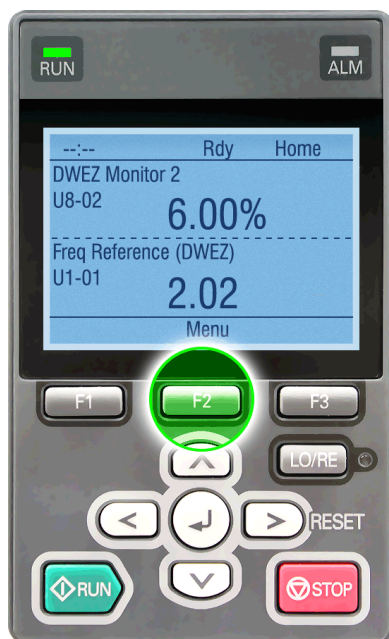 RUN ALM
--:-- Rdy Home
DWEZ Monitor 2
U8-02
6.00%
Freq Reference (DWEZ)
U1-01
2.02
Menu
F1 F2 F3
LO/RE
RESET
RUN STOP